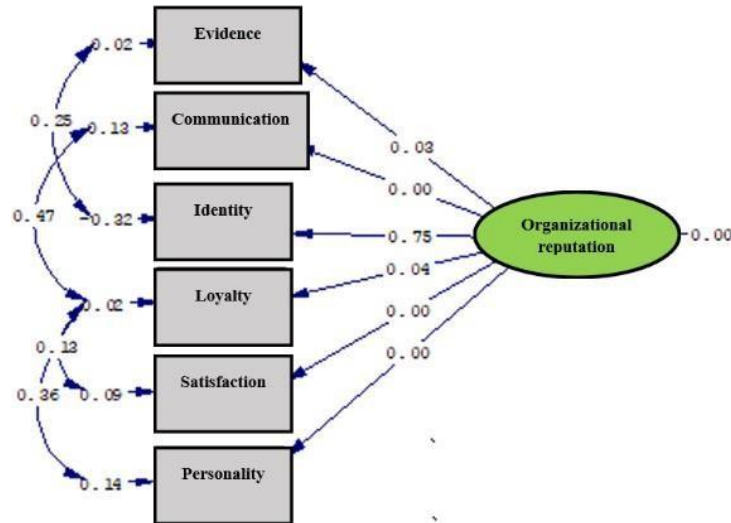 0.02
Evidence
0.25
0.13
Communication
0.03
0.00
0.47
-0.32
Identity
0.75
Organizational
reputation
0.00
0.04
0.02
Loyalty
0.00
0.13
0.00
0.36
0.09
Satisfaction
0.14
Personality